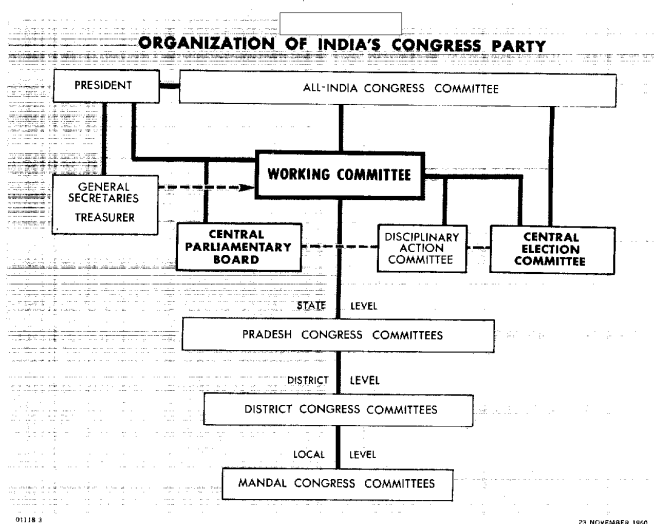 ORGANIZATION OF INDIA'S CONGRESS PARTY
PRESIDENT
ALL-INDIA CONGRESS COMMITTEE
WORKING COMMITTEE
GENERAL
SECRETARIES
TREASURER
CENTRAL
PARLIAMENTARY
BOARD
DISCIPLINARY
ACTION
COMMITTEE
CENTRAL
ELECTION
COMMITTEE
STATE LEVEL
PRADESH CONGRESS COMMITTEES
DISTRICT LEVEL
DISTRICT CONGRESS COMMITTEES
LOCAL LEVEL
MANDAL CONGRESS COMMITTEES
01118 3
23 NOVEMBER 1960